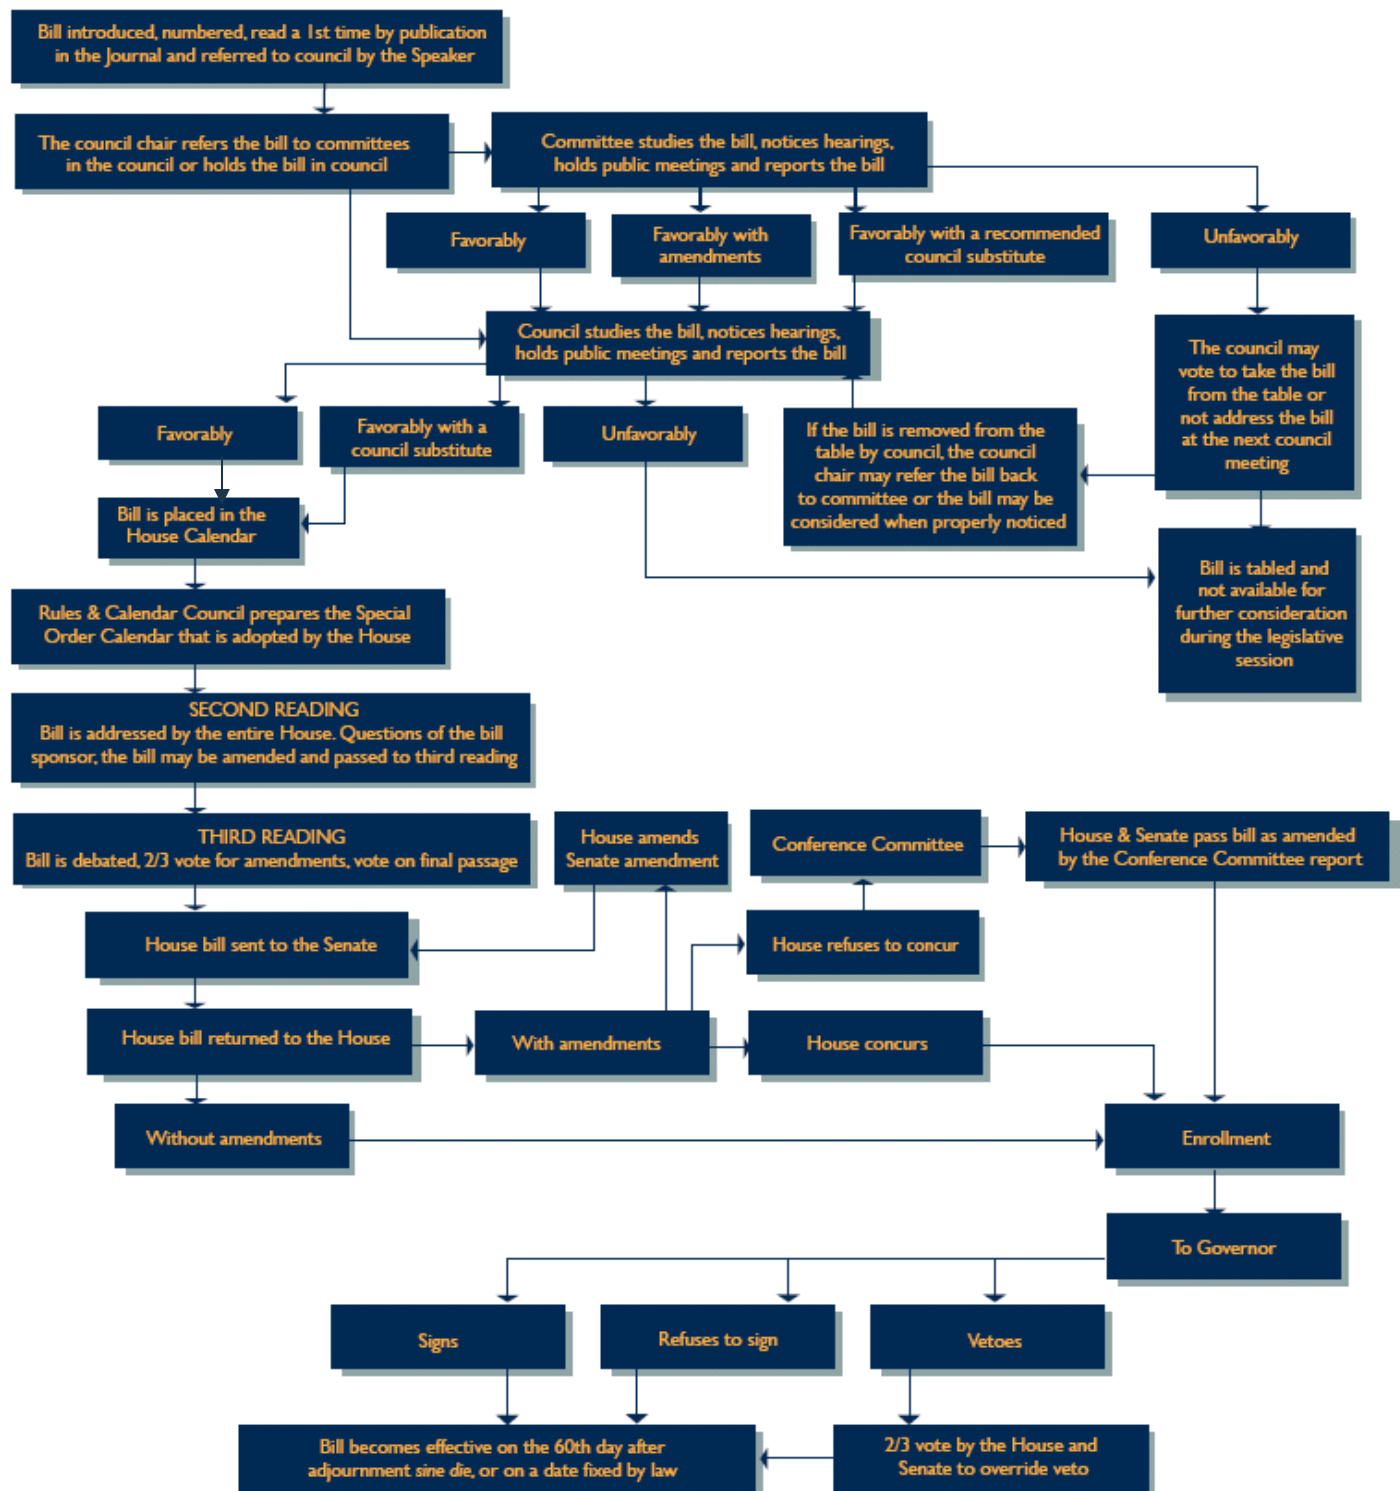 Bill introduced, numbered, read a 1st time by publication
in the Journal and referred to council by the Speaker
The council chair refers the bill to committees
in the council or holds the bill in council
Committee studies the bill, notices hearings,
holds public meetings and reports the bill
Favorably
Favorably with
amendments
Favorably with a recommended
council substitute
Unfavorably
Council studies the bill, notices hearings,
holds public meetings and reports the bill
The council may
vote to take the bill
from the table or
not address the bill
at the next council
meeting
Favorably
Favorably with a
council substitute
Unfavorably
If the bill is removed from the
table by council, the council
chair may refer the bill back
to committee or the bill may be
considered when properly noticed
Bill is placed in the
House Calendar
Bill is tabled and
not available for
further consideration
during the legislative
session
Rules & Calendar Council prepares the Special
Order Calendar that is adopted by the House
SECOND READING
Bill is addressed by the entire House. Questions of the bill
sponsor, the bill may be amended and passed to third reading
THIRD READING
Bill is debated, 2/3 vote for amendments, vote on final passage
House amends
Senate amendment
Conference Committee
House & Senate pass bill as amended
by the Conference Committee report
House bill sent to the Senate
House refuses to concur
House bill returned to the House
With amendments
House concurs
Without amendments
Enrollment
To Governor
Signs
Refuses to sign
Vetoes
Bill becomes effective on the 60th day after
adjournment sine die, or on a date fixed by law
2/3 vote by the House and
Senate to override veto